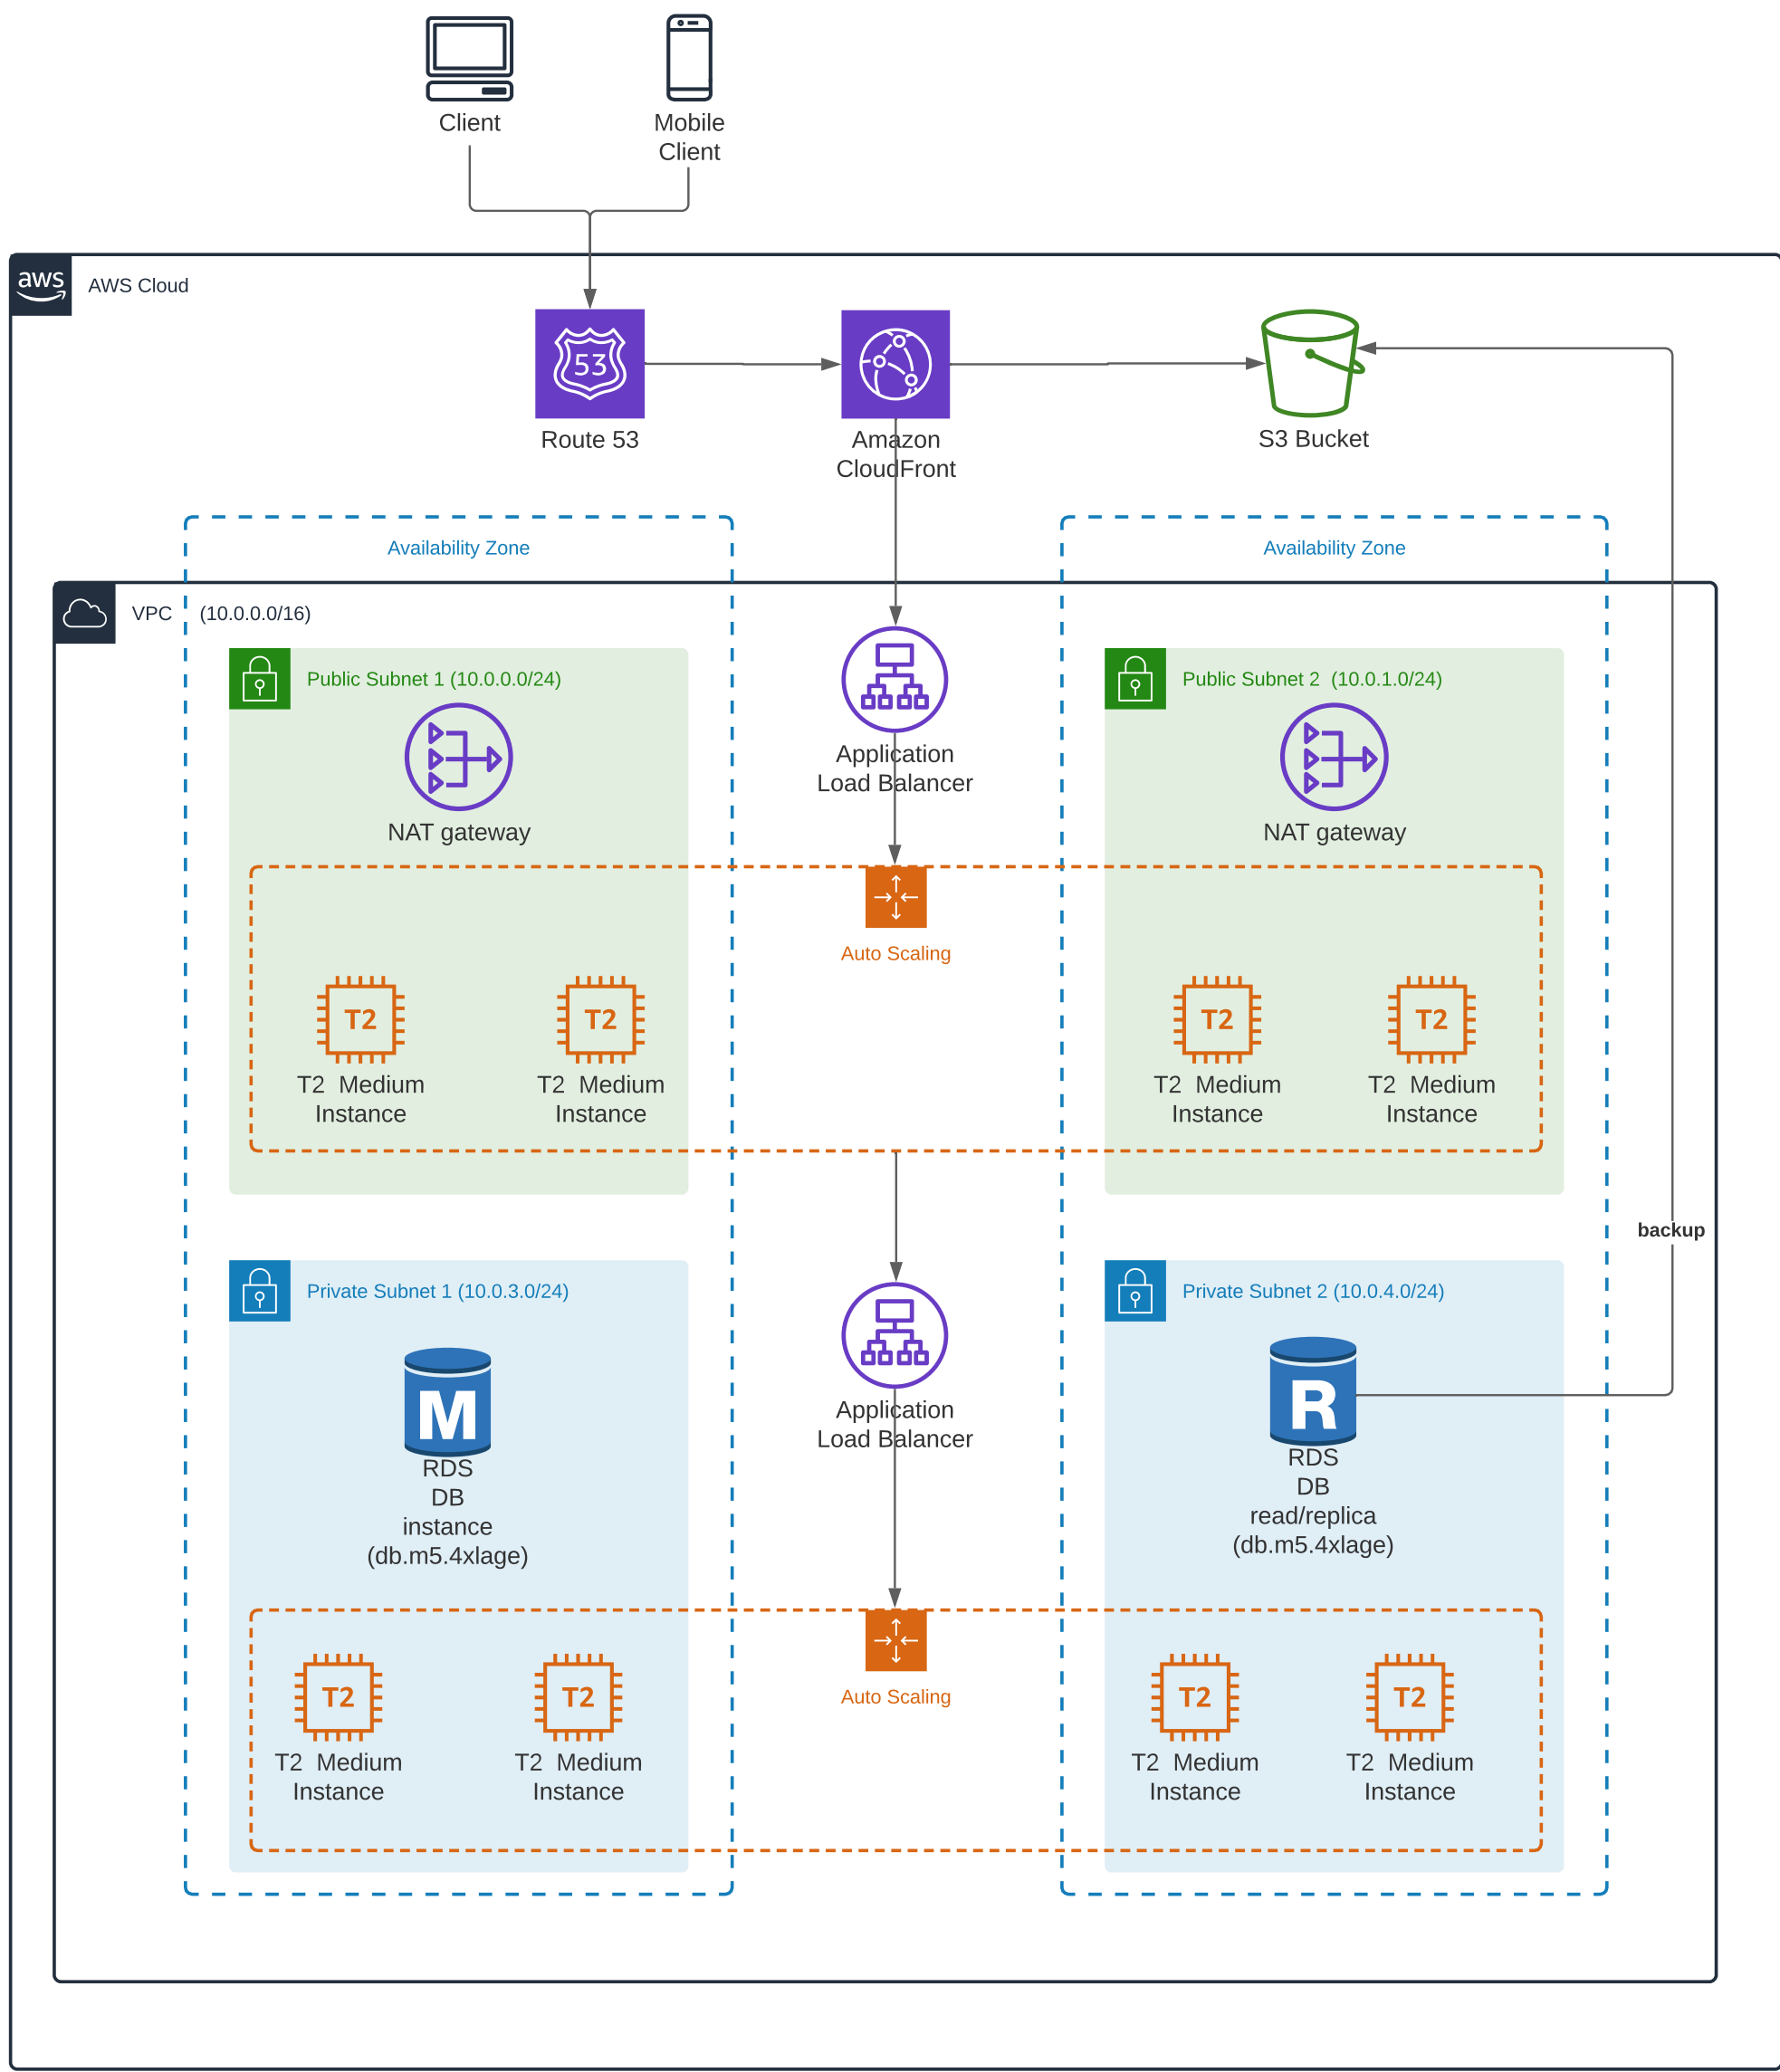 Client
Mobile
Client
aws
AWS Cloud
53
Route 53
Amazon
CloudFront
S3 Bucket
Availability Zone
Availability Zone
VPC (10.0.0.0/16)
Public Subnet 1 (10.0.0.0/24)
Public Subnet 2 (10.0.1.0/24)
Application
Load Balancer
NAT gateway
NAT gateway
Auto Scaling
T2
T2 Medium
Instance
T2
T2 Medium
Instance
T2
T2 Medium
Instance
T2
T2 Medium
Instance
backup
Private Subnet 1 (10.0.3.0/24)
Private Subnet 2 (10.0.4.0/24)
M
RDS
DB
instance
(db.m5.4xlage)
Application
Load Balancer
R
RDS
DB
read/replica
(db.m5.4xlage)
Auto Scaling
T2
T2 Medium
Instance
T2
T2 Medium
Instance
T2
T2 Medium
Instance
T2
T2 Medium
Instance